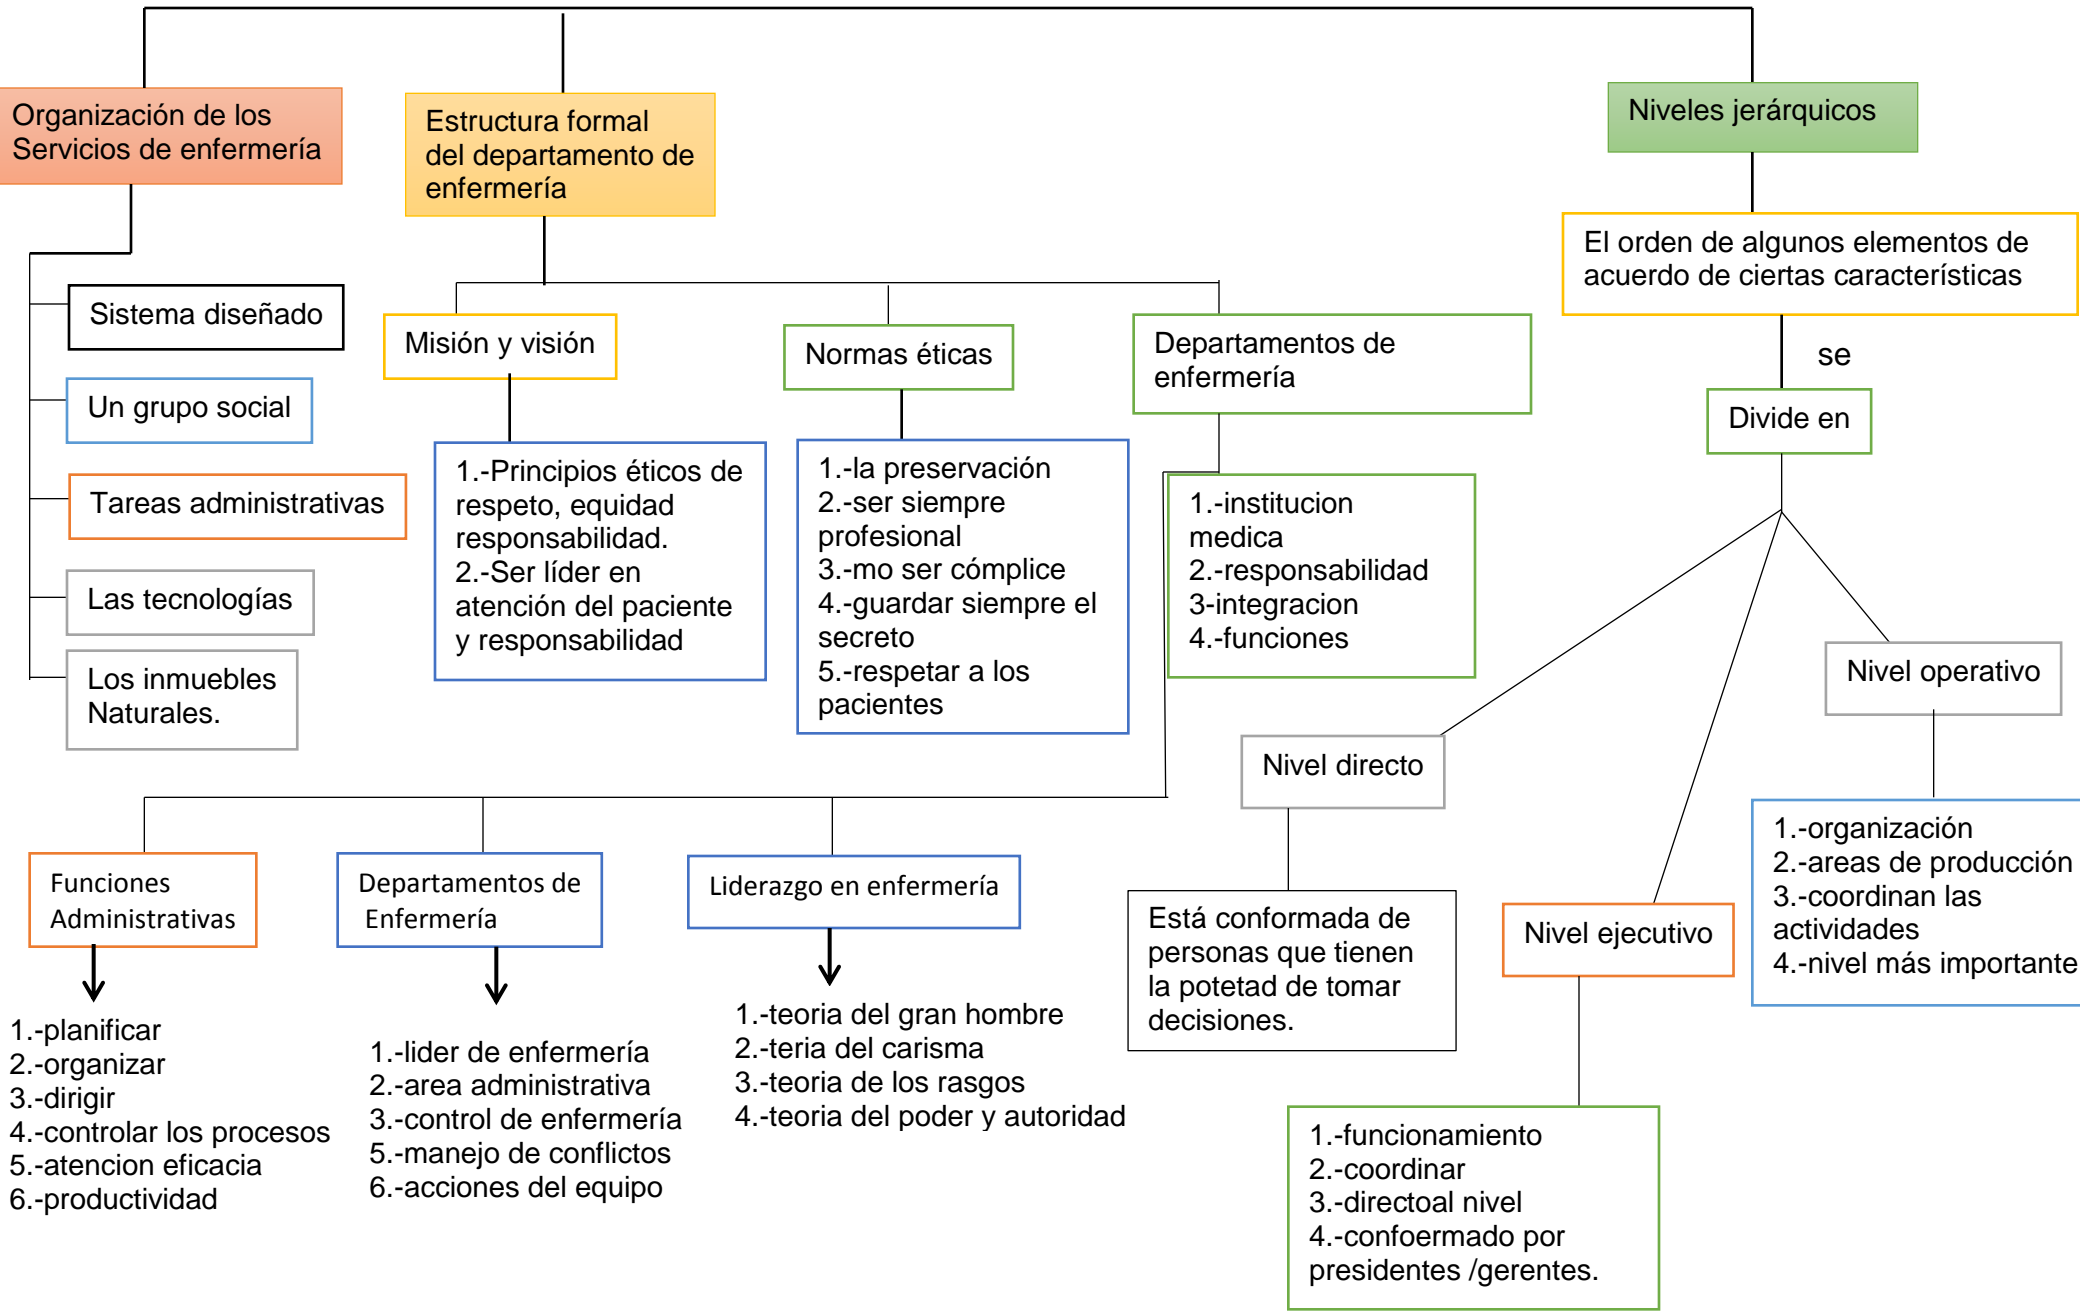 Organización de los
Servicios de enfermería
Estructura formal
del departamento de
enfermería
Niveles jerárquicos
El orden de algunos elementos de
acuerdo de ciertas características
se
Divide en
Sistema diseñado
Un grupo social
Tareas administrativas
Las tecnologías
Los inmuebles
Naturales.
Misión y visión
Normas éticas
Departamentos de
enfermería
1.-Principios éticos de
respeto, equidad
responsabilidad.
2.-Ser líder en
atención del paciente
y responsabilidad
1.-la preservación
2.-ser siempre
profesional
3.-mo ser cómplice
4.-guardar siempre el
secreto
5.-respetar a los
pacientes
1.-institucion
medica
2.-responsabilidad
3-integracion
4.-funciones
Nivel operativo
Nivel directo
Nivel ejecutivo
1.-organización
2.-areas de producción
3.-coordinan las
actividades
4.-nivel más importante
Está conformada de
personas que tienen
la potetad de tomar
decisiones.
1.-funcionamiento
2.-coordinar
3.-directoal nivel
4.-confoermado por
presidentes /gerentes.
Funciones
Administrativas
Departamentos de
Enfermería
Liderazgo en enfermería
1.-planificar
2.-organizar
3.-dirigir
4.-controlar los procesos
5.-atencion eficacia
6.-productividad
1.-lider de enfermería
2.-area administrativa
3.-control de enfermería
5.-manejo de conflictos
6.-acciones del equipo
1.-teoria del gran hombre
2.-teria del carisma
3.-teoria de los rasgos
4.-teoria del poder y autoridad